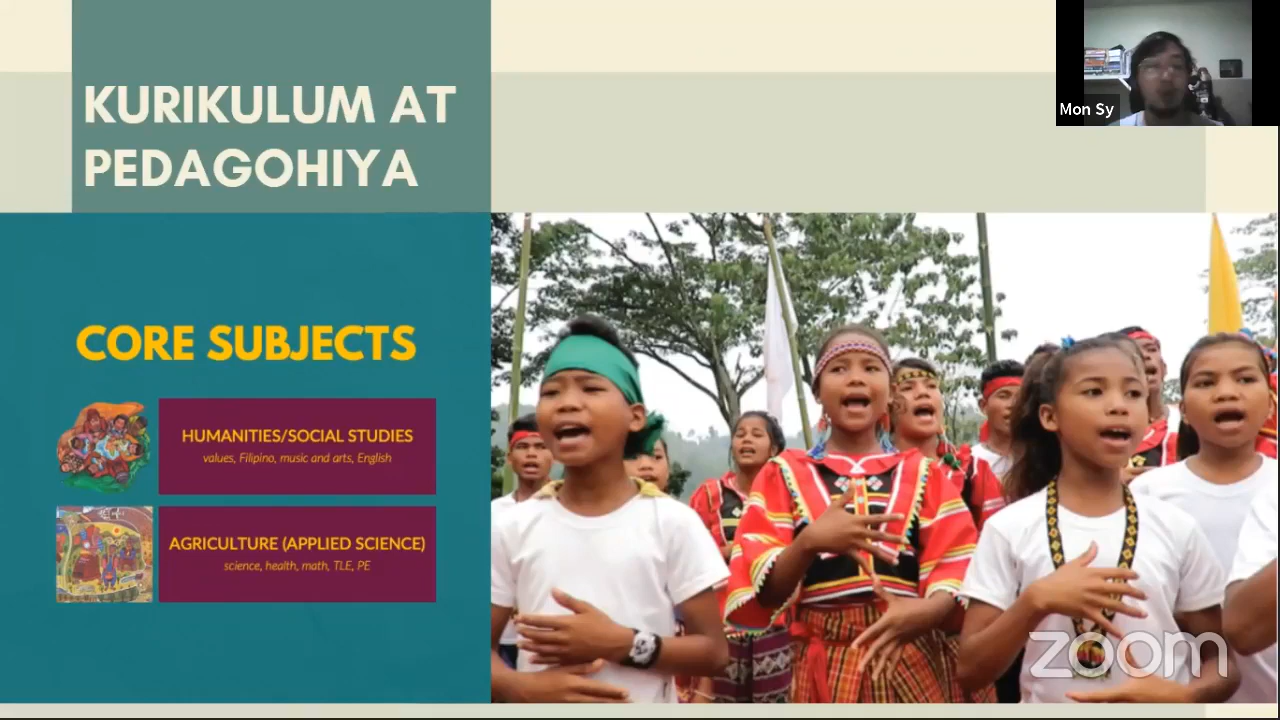 KURIKULUM AT
PEDAGOHIYA
Mon Sy
CORE SUBJECTS
HUMANITIES/SOCIAL STUDIES
values, Filipino, music and arts, English
AGRICULTURE (APPLIED SCIENCE)
science, health, math, TLE, PE
zoom